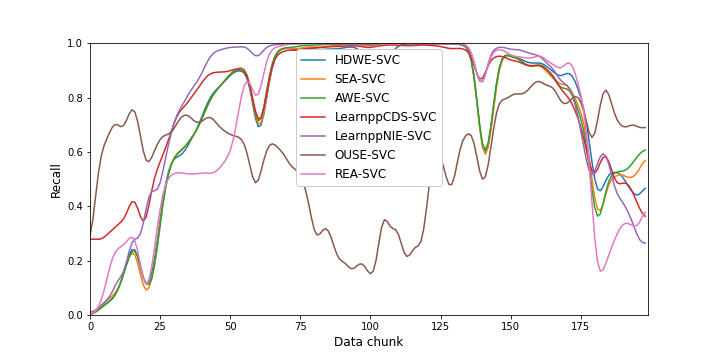 1.0
0.8
0.6
0.4
0.2
0.0
Recall
HDWE-SVC
SEA-SVC
AWE-SVC
LearnppCDS-SVC
LearnppNIE-SVC
OUSE-SVC
REA-SVC
0 25 50 75 100 125 150 175
Data chunk